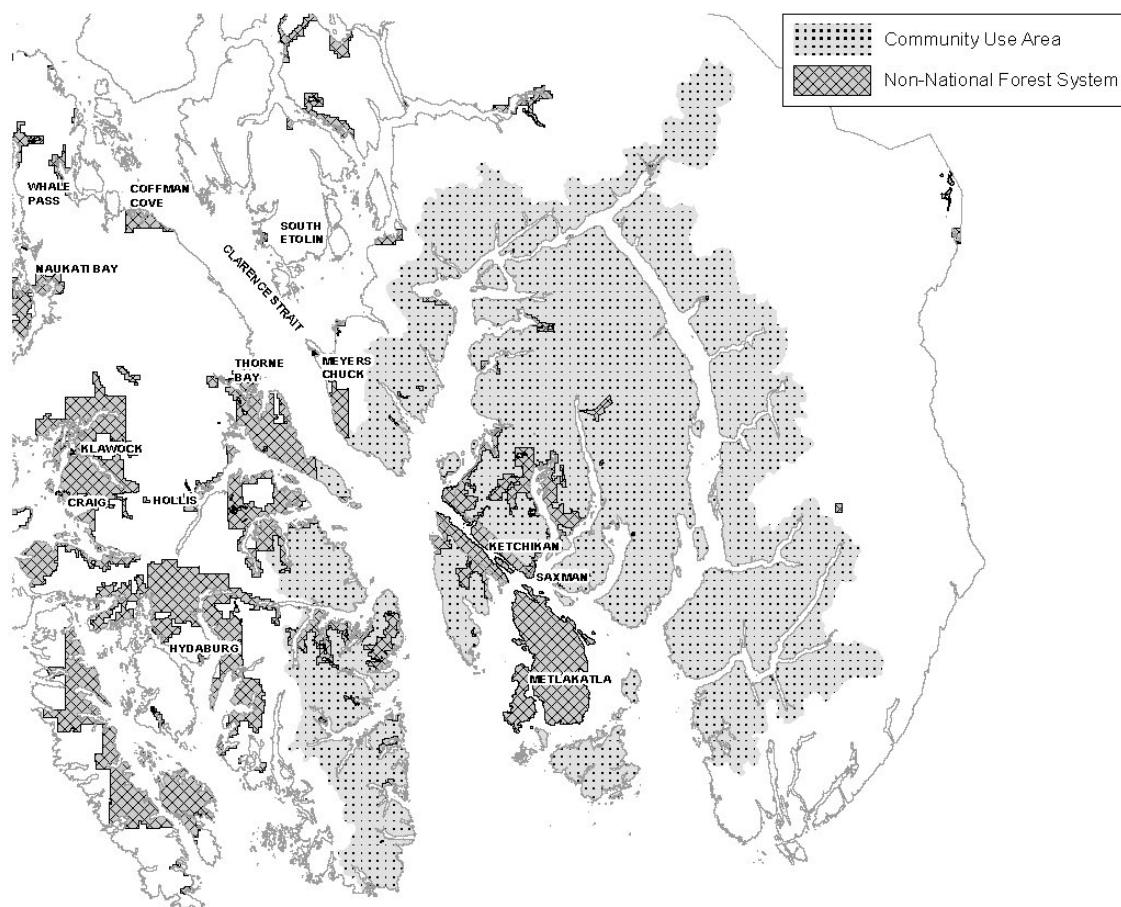 Community Use Area
Non-National Forest System
WHALE
PASS
COFFMAN
COVE
SOUTH
ETOLIN
NAUKATI BAY
CLARENCE STRAIT
THORNE
BAY
MEYERS
CHUCK
KLAWOCK
CRAIG
HOLLIS
KETCHIKAN
SAXMAN
HYDABURG
METLAKATLA